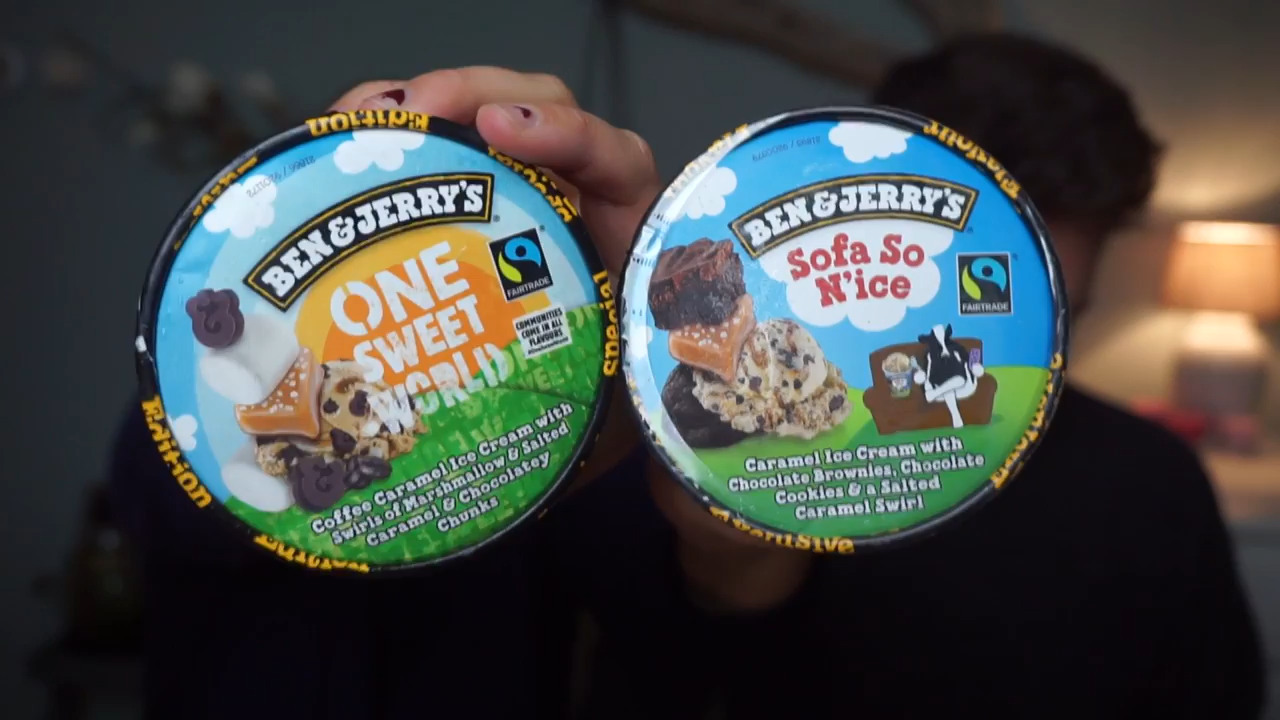 Edition
Special
Edition
Edition
BEN & JERRY'S
ONE
SWEET
WORLD
FAIRTRADE
COMMUNITIES
COME IN ALL
FLAVOURS
Coffee Caramel Ice Cream with
Swirls of Marshmallow & Salted
Caramel & Chocolatey
Chunks
BEN & JERRY'S
Sofa So
N'ice
FAIRTRADE
Caramel Ice Cream with
Chocolate Brownies, Chocolate
Cookies & a Salted
Caramel Swirl